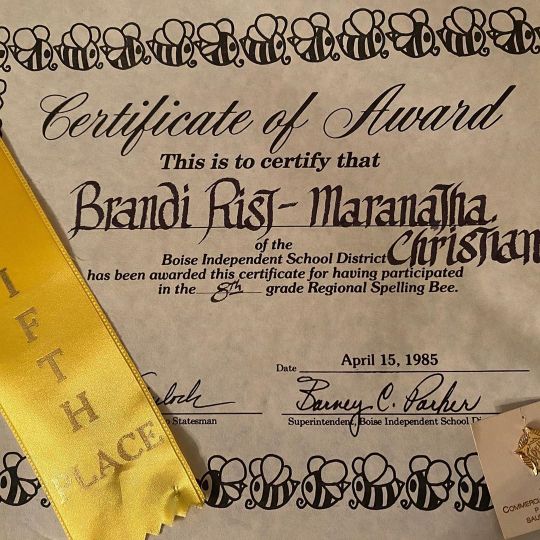 Certificate of Award
This is to certify that
Brandi Rist - Maranatha
Christian
of the
Boise Independent School District
has been awarded this certificate for having participated
in the 8th grade Regional Spelling Bee.
Date April 15, 1985
Barney C. Parker
Statesman
Superintendent, Boise Independent School
IFTH
PLACE
COMMERC